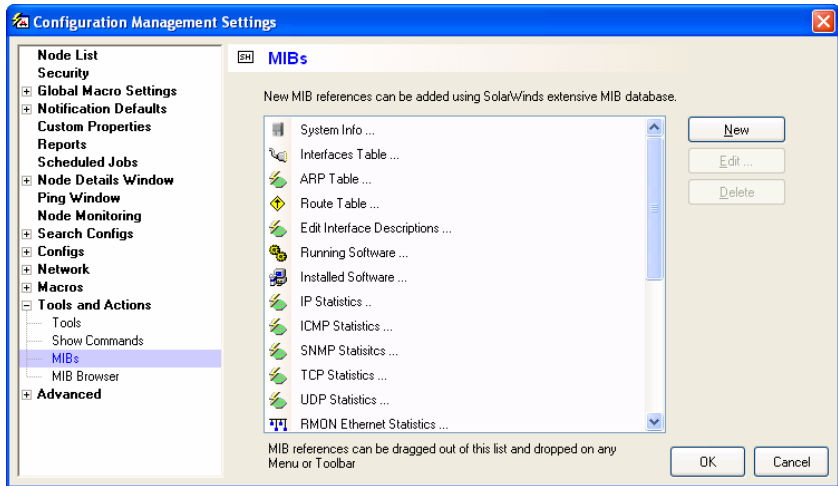 Configuration Management Settings
Node List
Security
Global Macro Settings
Notification Defaults
Custom Properties
Reports
Scheduled Jobs
Node Details Window
Ping Window
Node Monitoring
Search Configs
Configs
Network
Macros
Tools and Actions
Tools
Show Commands
MIBs
MIB Browser
Advanced
SH MIBs
New MIB references can be added using SolarWinds extensive MIB database.
System Info ...
Interfaces Table ...
ARP Table ...
Route Table ...
Edit Interface Descriptions ...
Running Software ...
Installed Software ...
IP Statistics ..
ICMP Statistics ...
SNMP Statisitcs ...
TCP Statistics ...
UDP Statistics ...
RMON Ethernet Statistics ...
New
Edit ...
Delete
MIB references can be dragged out of this list and dropped on any
Menu or Toolbar
OK
Cancel